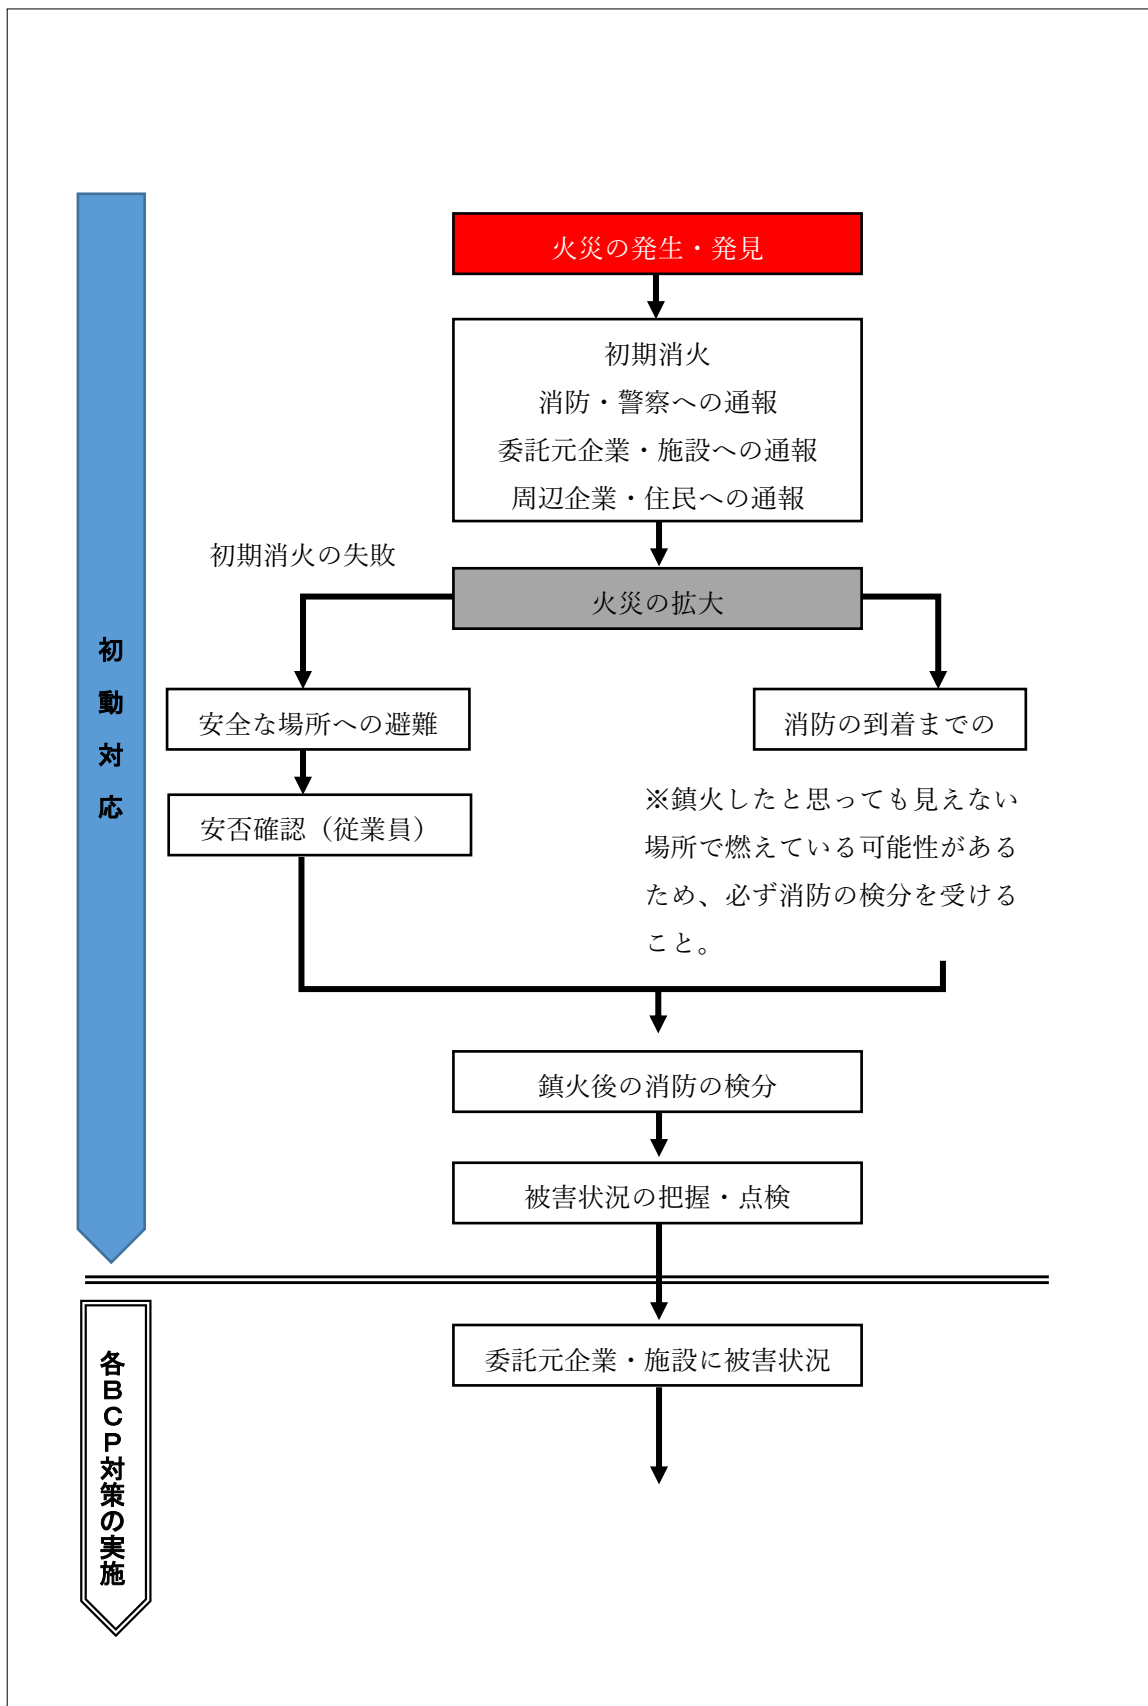 火災の発生・発見
初期消火
消防・警察への通報
委託元企業・施設への通報
周辺企業・住民への通報
初期消火の失敗
火災の拡大
安全な場所への避難
消防の到着までの
安否確認（従業員）
※鎮火したと思っても見えない
場所で燃えている可能性がある
ため、必ず消防の検分を受ける
こと。
鎮火後の消防の検分
被害状況の把握・点検
初動対応
委託元企業・施設に被害状況
各BCP対策の実施